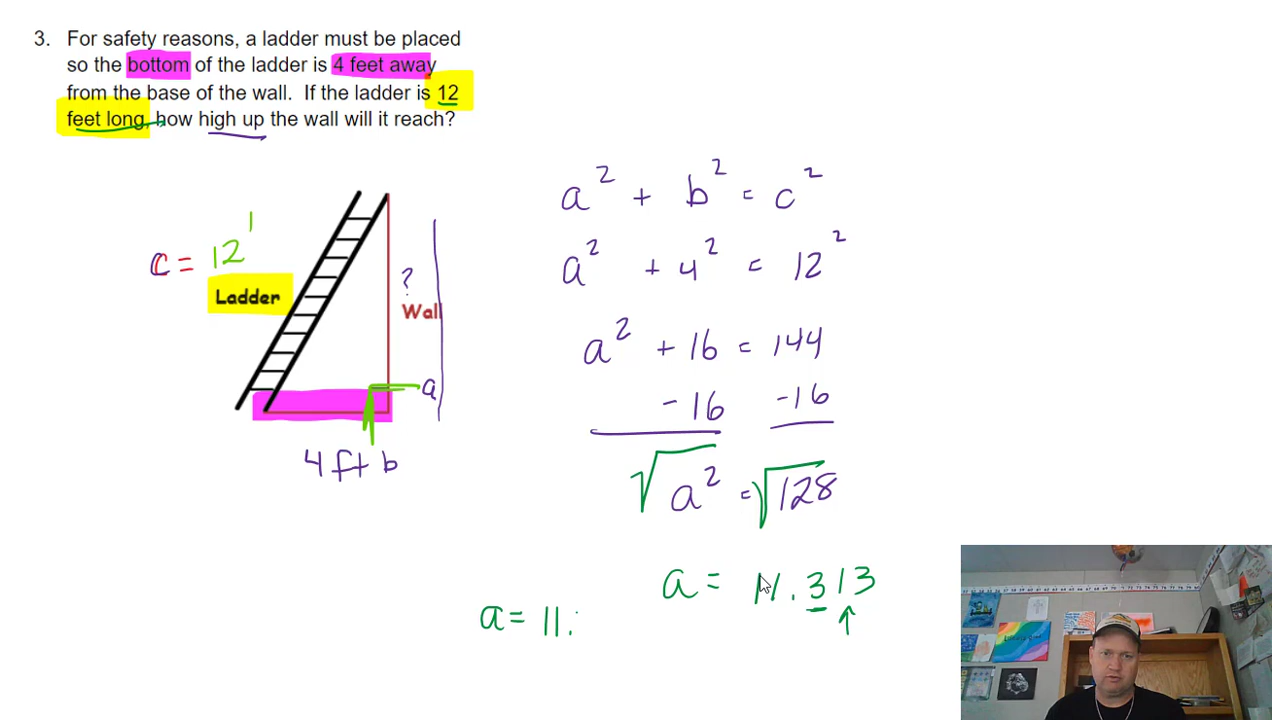 3. For safety reasons, a ladder must be placed
so the bottom of the ladder is 4 feet away
from the base of the wall. If the ladder is 12
feet long, how high up the wall will it reach?
a² + b² = c²
a² + 4² = 12²
c = 12'
Ladder
?
Wall
a² + 16 = 144
- 16 -16
a
4 ft b
√a² = √128
a = 11.313
a = 11.